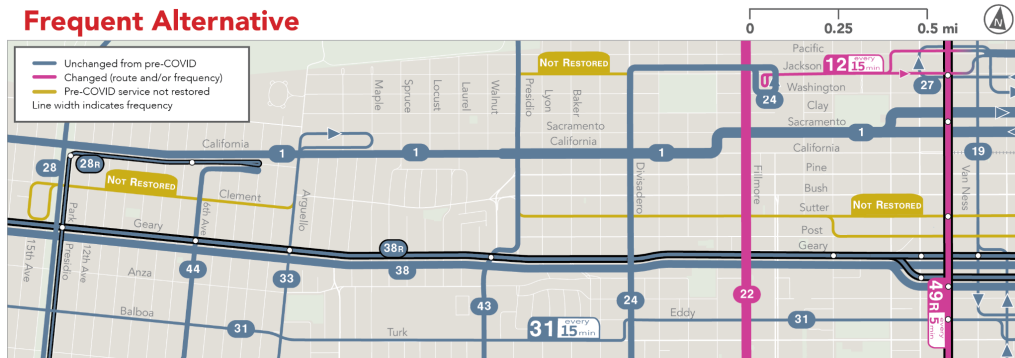 Frequent Alternative
0
0.25
0.5 mi
Unchanged from pre-COVID
Changed (route and/or frequency)
Pre-COVID service not restored
Line width indicates frequency
NOT RESTORED
Pacific
Jackson
12 every 15 min
Washington
24
27
Maple
Spruce
Locust
Laurel
Walnut
Presidio
Lyon
Baker
Clay
Sacramento
Sacramento
California
California
California
1
1
1
1
19
28
28R
NOT RESTORED
Clement
Arguello
6th Ave
Park Presidio
12th Ave
15th Ave
Geary
Divisadero
Fillmore
Pine
Bush
Sutter
NOT RESTORED
Post
Geary
Van Ness
38R
38
44
33
Anza
43
24
22
49R 5 every min
Balboa
31
Turk
31 every 15 min
Eddy
31